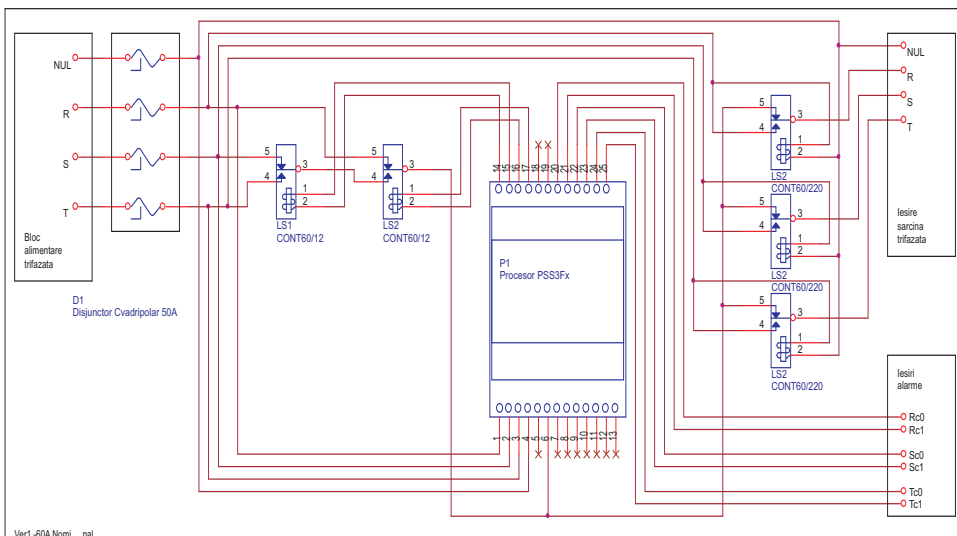 NUL
R
S
T
Bloc
alimentare
trifazata
D1
Disjunctor Cvadripolar 50A
5
4
3
1
2
LS1
CONT60/12
5
4
3
1
2
LS2
CONT60/12
14
15
16
17
18
19
20
21
22
23
24
25
P1
Procesor PSS3Fx
1
2
3
4
5
6
7
8
9
10
11
12
13
5
4
3
1
2
LS2
CONT60/220
5
4
3
1
2
LS2
CONT60/220
5
4
3
1
2
LS2
CONT60/220
NUL
R
S
T
Iesire
sarcina
trifazata
Iesiri
alarme
Rc0
Rc1
Sc0
Sc1
Tc0
Tc1
Ver1 -60A Nomi nal